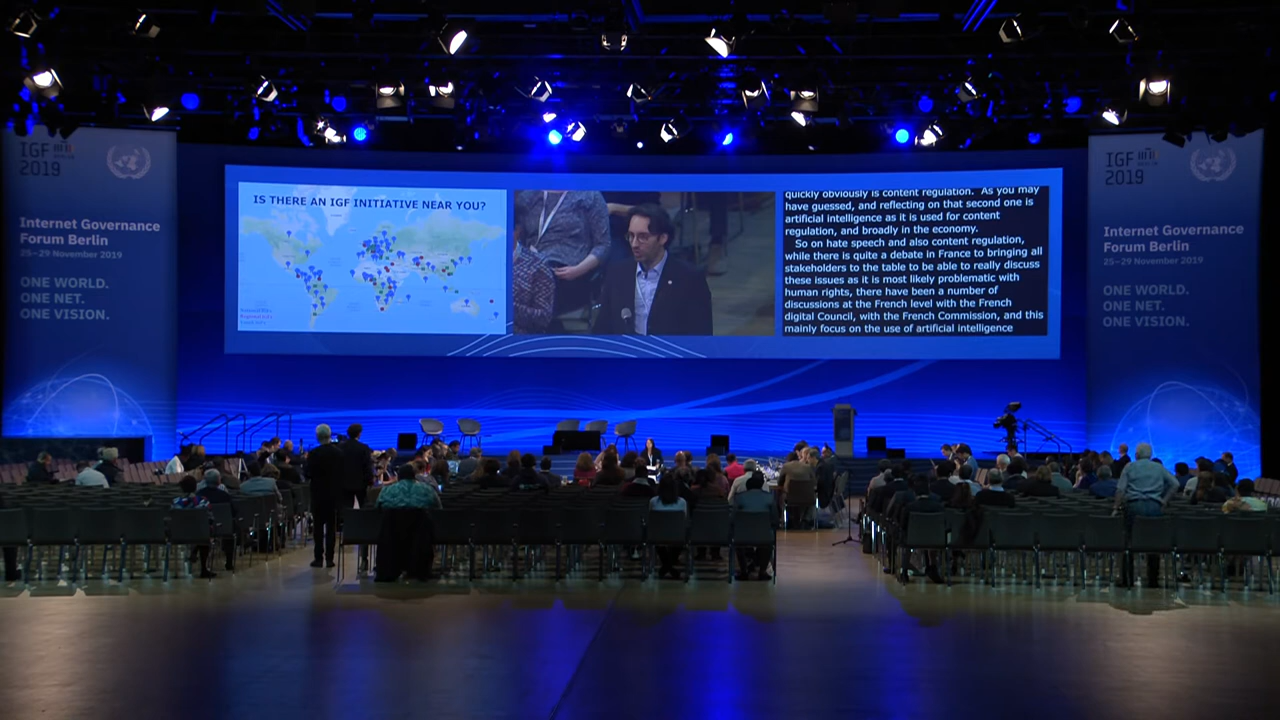 IGF
2019
Internet Governance
Forum Berlin
25–29 November 2019
ONE WORLD.
ONE NET.
ONE VISION.
IS THERE AN IGF INITIATIVE NEAR YOU?
quickly obviously is content regulation. As you may
have guessed, and reflecting on that second one is
artificial intelligence as it is used for content
regulation, and broadly in the economy.
So on hate speech and also content regulation,
while there is quite a debate in France to bringing all
stakeholders to the table to be able to really discuss
these issues as it is most likely problematic with
human rights, there have been a number of
discussions at the French level with the French
digital Council, with the French Commission, and this
mainly focus on the use of artificial intelligence
IGF
2019
Internet Governance
Forum Berlin
25–29 November 2019
ONE WORLD.
ONE NET.
ONE VISION.